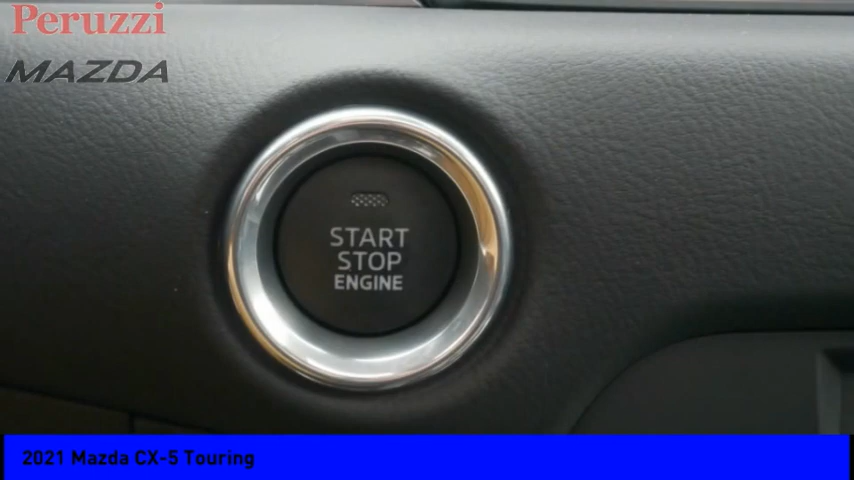 Peruzzi
MAZDA
START
STOP
ENGINE
2021 Mazda CX-5 Touring